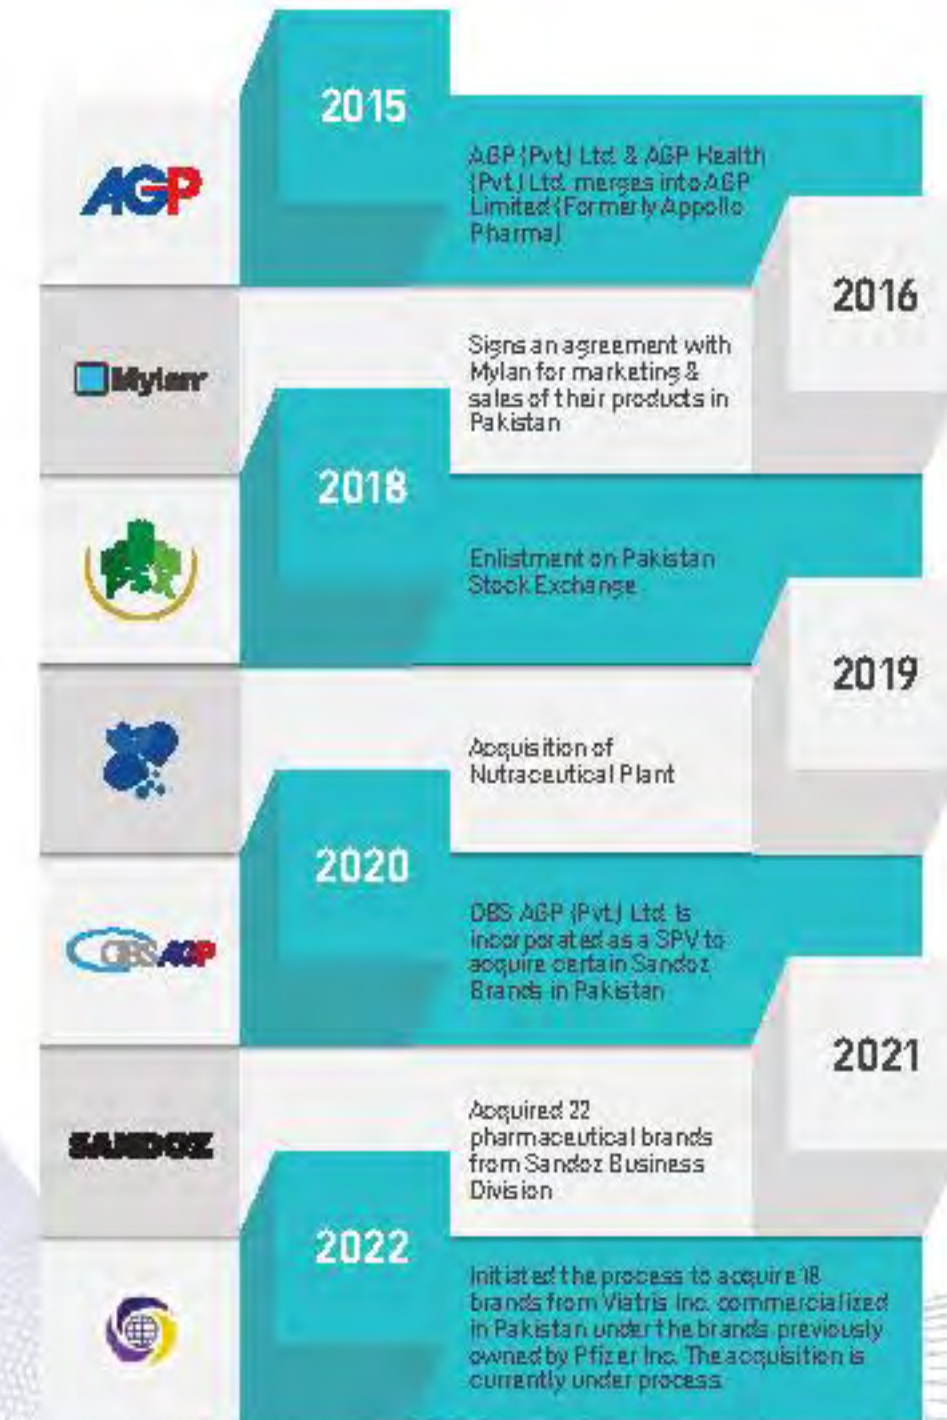 2015
AGP
AGP (Pvt.) Ltd. & AGP Health
(Pvt.) Ltd. merges into AGP
Limited (Formerly Appollo
Pharma)
2016
Mylan
Signs an agreement with
Mylan for marketing &
sales of their products in
Pakistan
2018
PSX
Enlistment on Pakistan
Stock Exchange
2019
Acquisition of
Nutraceutical Plant
2020
OBS AGP
OBS AGP (Pvt.) Ltd. is
incorporated as a SPV to
acquire certain Sandoz
Brands in Pakistan
2021
SANDOZ
Acquired 22
pharmaceutical brands
from Sandoz Business
Division
2022
Initiated the process to acquire 18
brands from Viatris Inc. commercialized
in Pakistan under the brands previously
owned by Pfizer Inc. The acquisition is
currently under process.